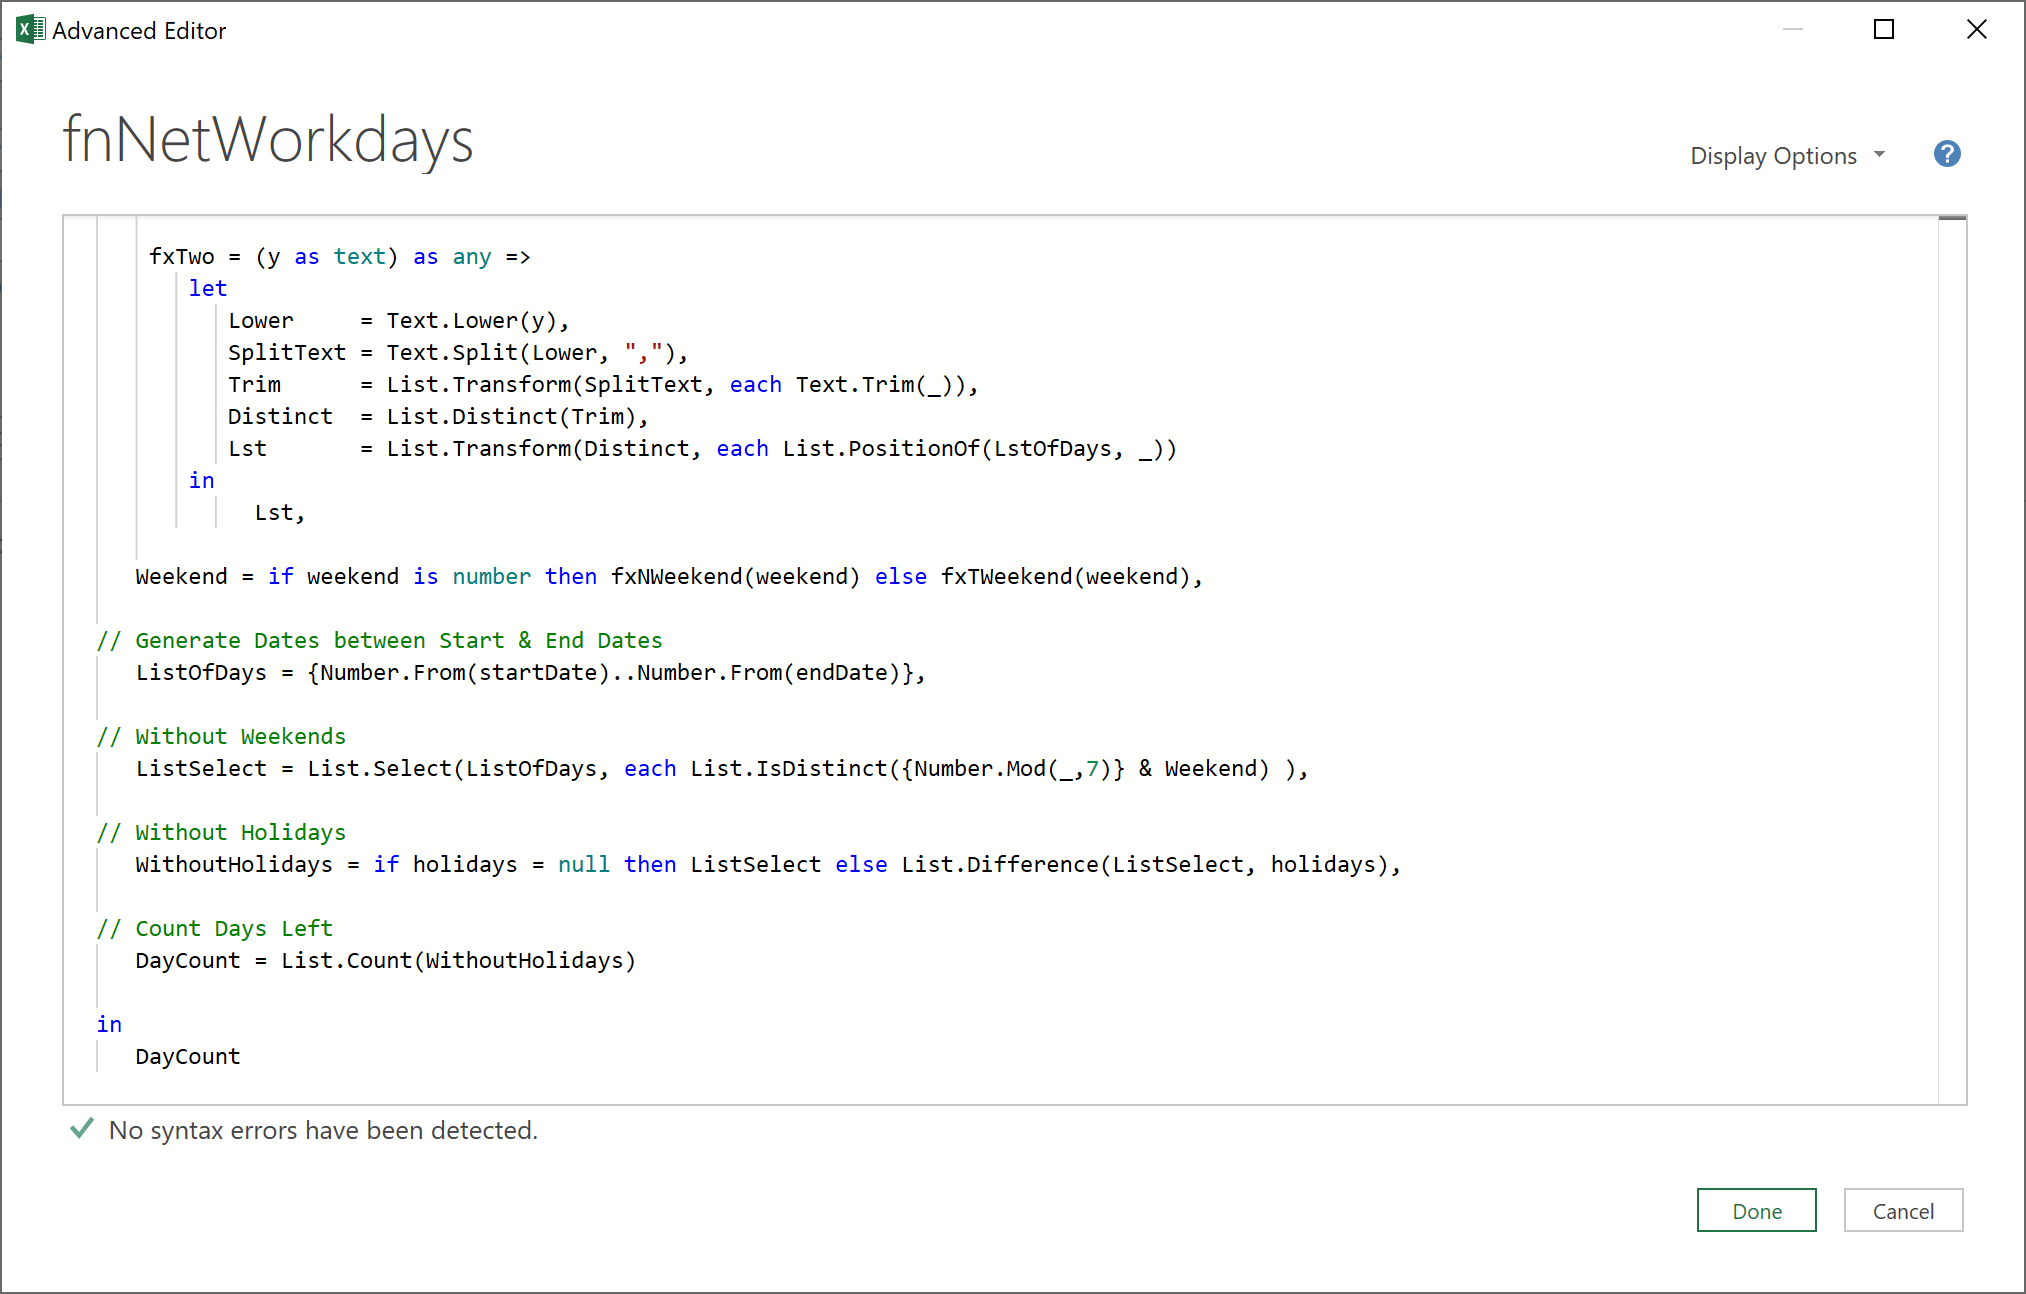 Advanced Editor
fnNetWorkdays
Display Options
?
fxTwo = (y as text) as any =>
let
Lower     = Text.Lower(y),
SplitText = Text.Split(Lower, ","),
Trim      = List.Transform(SplitText, each Text.Trim(_)),
Distinct  = List.Distinct(Trim),
Lst       = List.Transform(Distinct, each List.PositionOf(LstOfDays, _))
in
Lst,
Weekend = if weekend is number then fxNWeekend(weekend) else fxTWeekend(weekend),
// Generate Dates between Start & End Dates
ListOfDays = {Number.From(startDate)..Number.From(endDate)},
// Without Weekends
ListSelect = List.Select(ListOfDays, each List.IsDistinct({Number.Mod(_,7)} & Weekend) ),
// Without Holidays
WithoutHolidays = if holidays = null then ListSelect else List.Difference(ListSelect, holidays),
// Count Days Left
DayCount = List.Count(WithoutHolidays)
in
DayCount
No syntax errors have been detected.
Done
Cancel